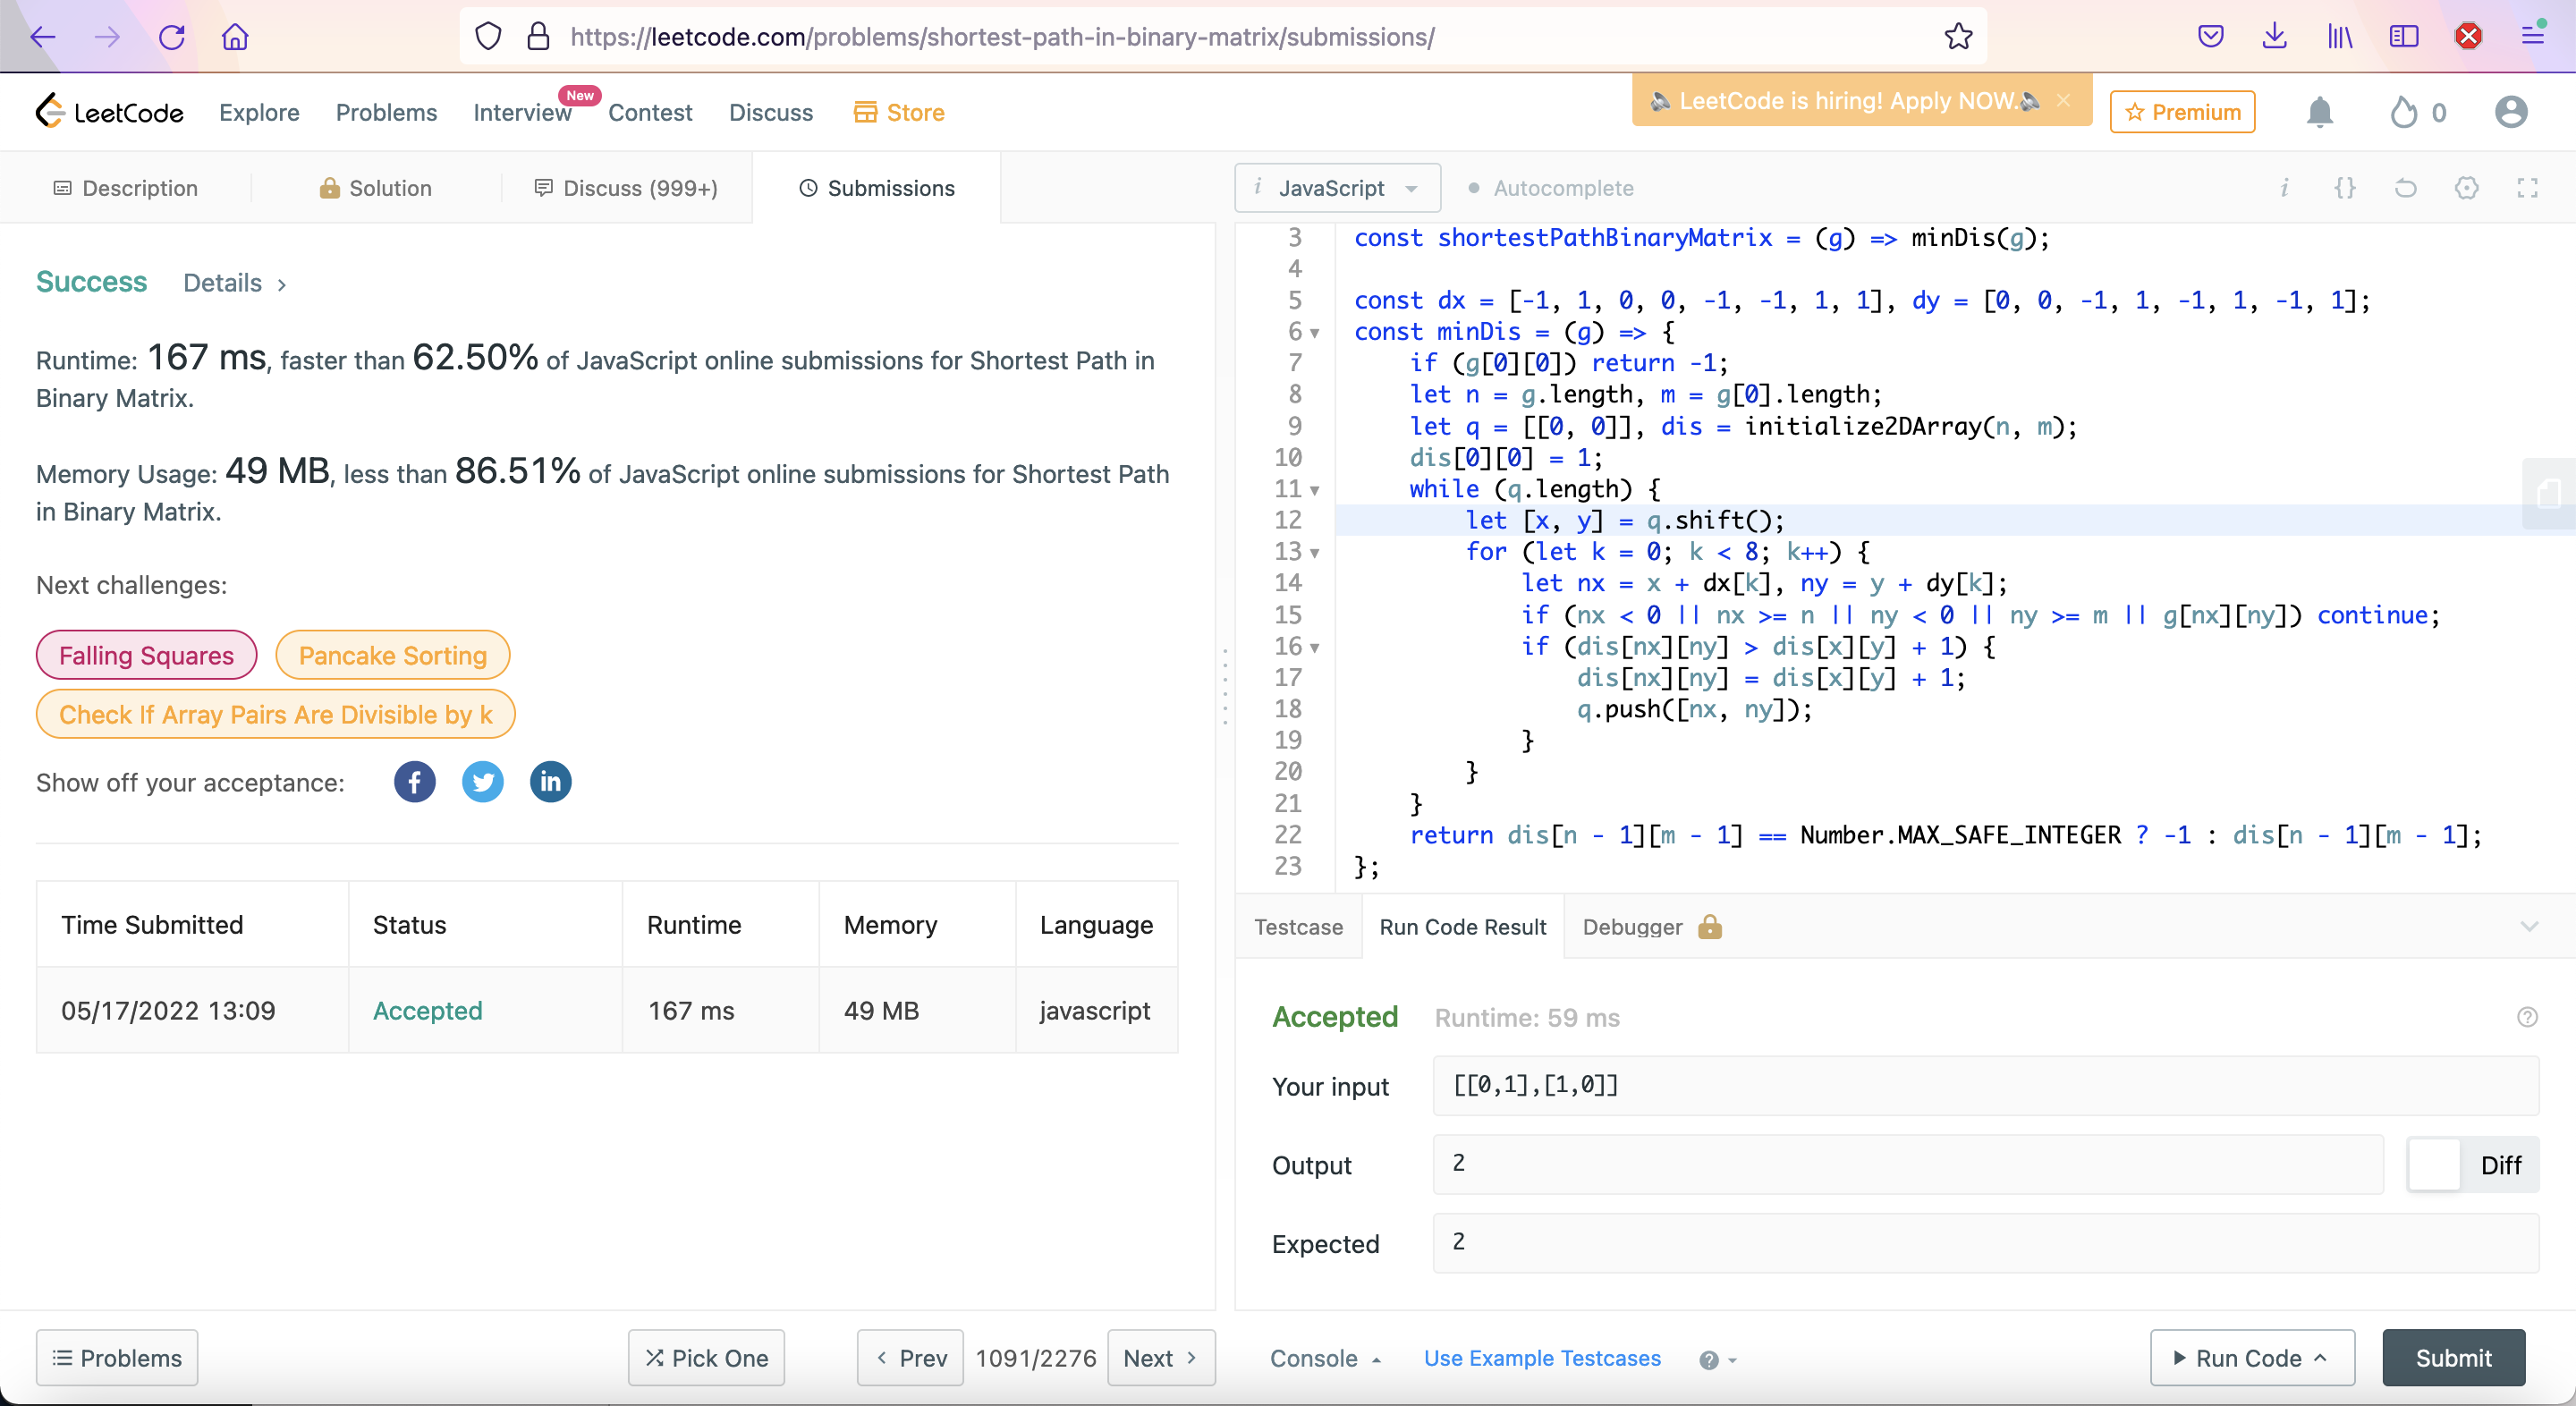 https://leetcode.com/problems/shortest-path-in-binary-matrix/submissions/
LeetCode Explore Problems Interview New Contest Discuss Store LeetCode is hiring! Apply NOW. Premium 0
Description Solution Discuss (999+) Submissions
JavaScript Autocomplete
Success Details
Runtime: 167 ms, faster than 62.50% of JavaScript online submissions for Shortest Path in
Binary Matrix.
Memory Usage: 49 MB, less than 86.51% of JavaScript online submissions for Shortest Path
in Binary Matrix.
Next challenges:
Falling Squares Pancake Sorting
Check If Array Pairs Are Divisible by k
Show off your acceptance:
Time Submitted Status Runtime Memory Language
05/17/2022 13:09 Accepted 167 ms 49 MB javascript
3 const shortestPathBinaryMatrix = (g) => minDis(g);
4
5 const dx = [-1, 1, 0, 0, -1, -1, 1, 1], dy = [0, 0, -1, 1, -1, 1, -1, 1];
6 const minDis = (g) => {
7 if (g[0][0]) return -1;
8 let n = g.length, m = g[0].length;
9 let q = [[0, 0]], dis = initialize2DArray(n, m);
10 dis[0][0] = 1;
11 while (q.length) {
12 let [x, y] = q.shift();
13 for (let k = 0; k < 8; k++) {
14 let nx = x + dx[k], ny = y + dy[k];
15 if (nx < 0 || nx >= n || ny < 0 || ny >= m || g[nx][ny]) continue;
16 if (dis[nx][ny] > dis[x][y] + 1) {
17 dis[nx][ny] = dis[x][y] + 1;
18 q.push([nx, ny]);
19 }
20 }
21 }
22 return dis[n - 1][m - 1] == Number.MAX_SAFE_INTEGER ? -1 : dis[n - 1][m - 1];
23 };
Testcase Run Code Result Debugger
Accepted Runtime: 59 ms
Your input [[0,1],[1,0]]
Output 2 Diff
Expected 2
Problems Pick One Prev 1091/2276 Next
Console Use Example Testcases Run Code Submit